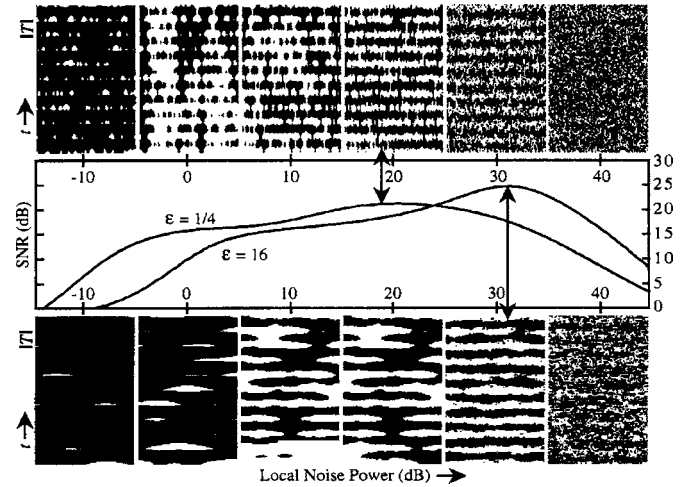 |T|
t
-10 0 10 20 30 40
30
25
20
15
10
5
0
SNR (dB)
ε = 1/4
ε = 16
-10 0 10 20 30 40
|T|
t
Local Noise Power (dB)